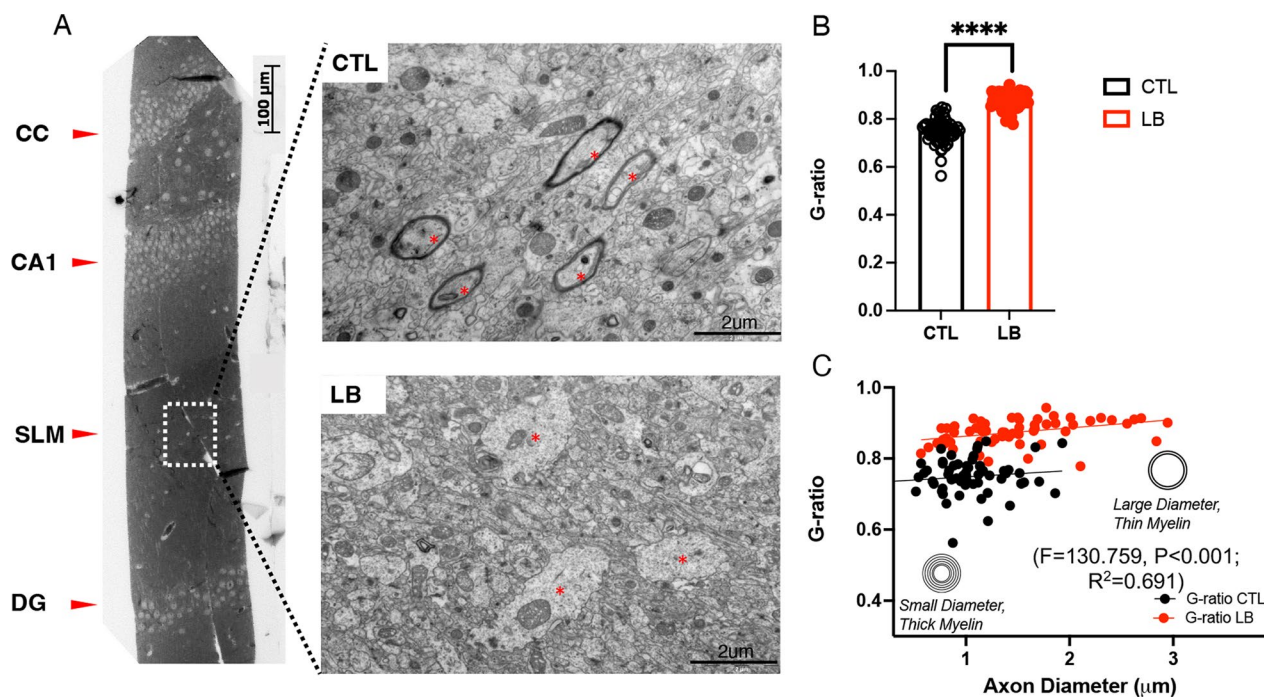 A
CC
CA1
SLM
DG
100 µm
CTL
2um
LB
2um
B
****
CTL
LB
G-ratio
1.0
0.8
0.6
0.4
0.2
0.0
CTL
LB
C
G-ratio
1.0
0.8
0.6
0.4
Large Diameter,
Thin Myelin
(F=130.759, P<0.001;
R²=0.691)
Small Diameter,
Thick Myelin
G-ratio CTL
G-ratio LB
1
2
3
Axon Diameter (μm)